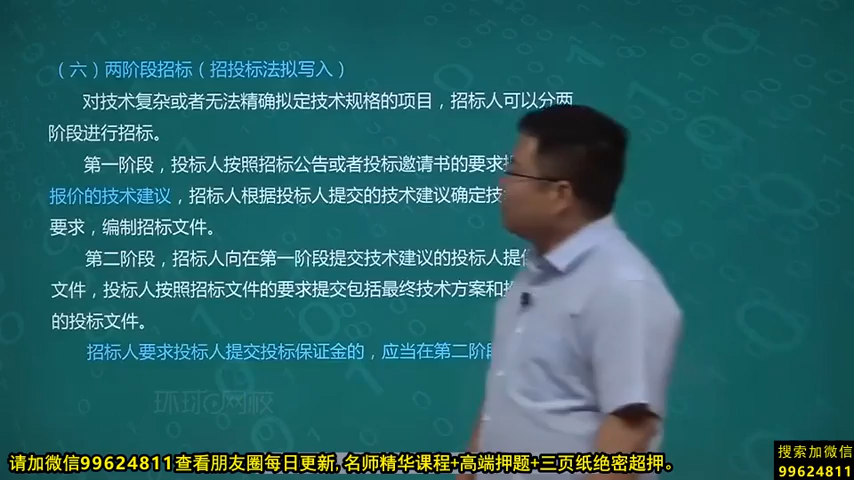 （六）两阶段招标（招投标法拟写入）
对技术复杂或者无法精确拟定技术规格的项目，招标人可以分两
阶段进行招标。
第一阶段，投标人按照招标公告或者投标邀请书的要求
报价的技术建议，招标人根据投标人提交的技术建议确定技
要求，编制招标文件。
第二阶段，招标人向在第一阶段提交技术建议的投标人提
文件，投标人按照招标文件的要求提交包括最终技术方案和
的投标文件。
招标人要求投标人提交投标保证金的，应当在第二阶
环球网校
请加微信99624811查看朋友圈每日更新,名师精华课程+高端押题+三页纸绝密超押。
搜索加微信
99624811